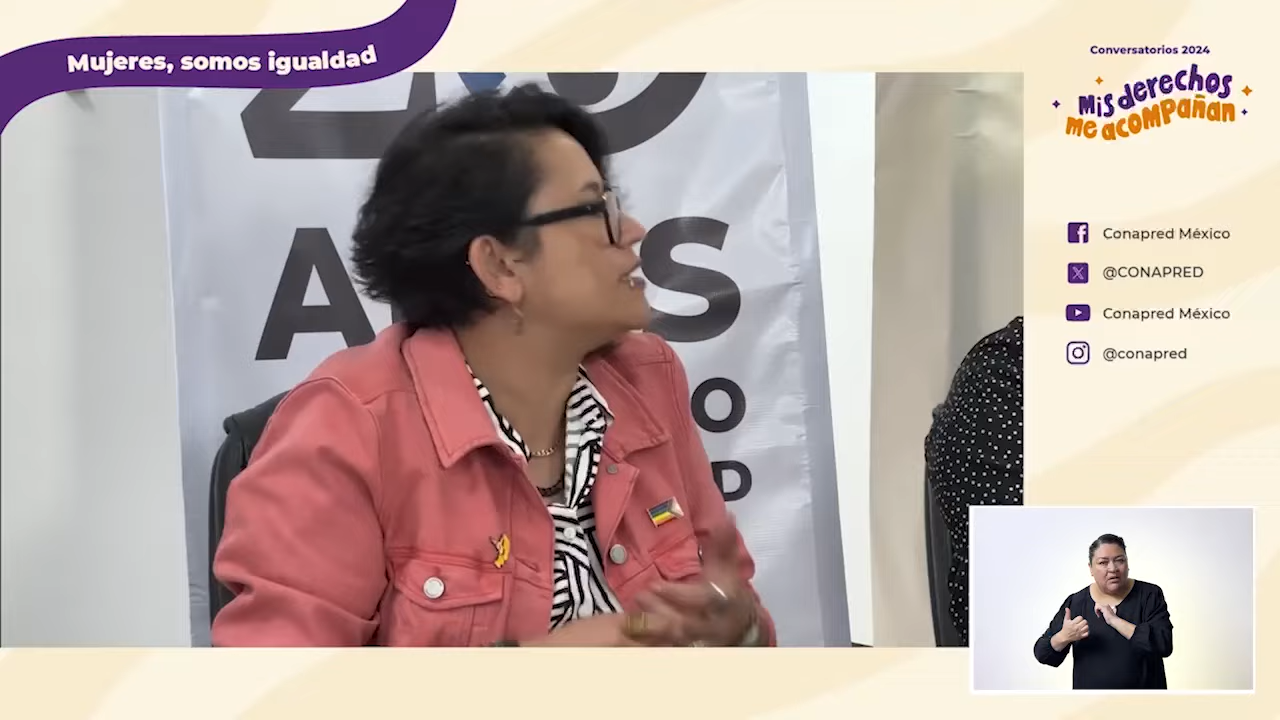 Mujeres, somos igualdad
Conversatorios 2024
Mis derechos
me acompañan
Conapred México
@CONAPRED
Conapred México
@conapred